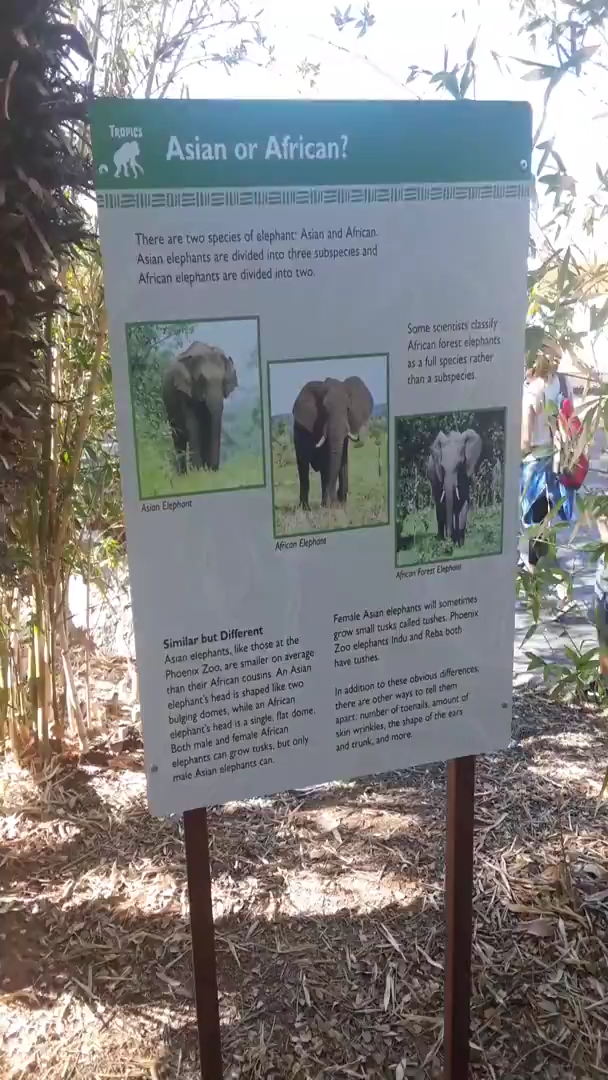 TROPICS
Asian or African?
There are two species of elephant: Asian and African.
Asian elephants are divided into three subspecies and
African elephants are divided into two.
Some scientists classify
African forest elephants
as a full species rather
than a subspecies.
Asian Elephant
African Elephant
African Forest Elephant
Similar but Different
Asian elephants, like those at the
Phoenix Zoo, are smaller on average
than their African cousins. An Asian
elephant's head is shaped like two
bulging domes, while an African
elephant's head is a single, flat dome.
Both male and female African
elephants can grow tusks, but only
male Asian elephants can.
Female Asian elephants will sometimes
grow small tusks called tushes. Phoenix
Zoo elephants Indu and Reba both
have tushes.
In addition to these obvious differences,
there are other ways to tell them
apart: number of toenails, amount of
skin wrinkles, the shape of the ears
and trunk, and more.